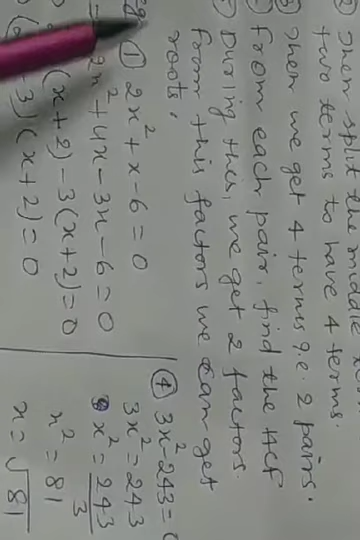 ② Then split the middle
two terms to have 4 terms.
③ Then we get 4 terms i.e. 2 pairs.
from each pair, find the HCF
During this, we get 2 factors.
from this factors we can get
roots.
① 2x² + x - 6 = 0
2x² + 4x - 3x - 6 = 0
(x+2) - 3(x+2) = 0
-3) (x+2) = 0
④ 3x² - 243 =
3x² = 243
x² = 243/3
x² = 81
x = √81